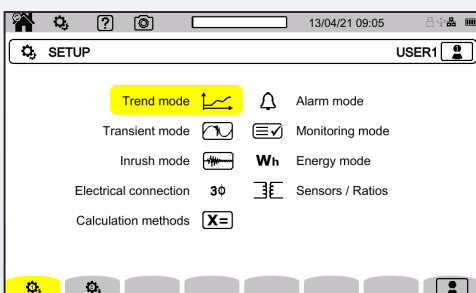 13/04/21 09:05
SETUP USER1
Trend mode Alarm mode
Transient mode Monitoring mode
Inrush mode Wh Energy mode
Electrical connection 3ϕ Sensors / Ratios
Calculation methods X=